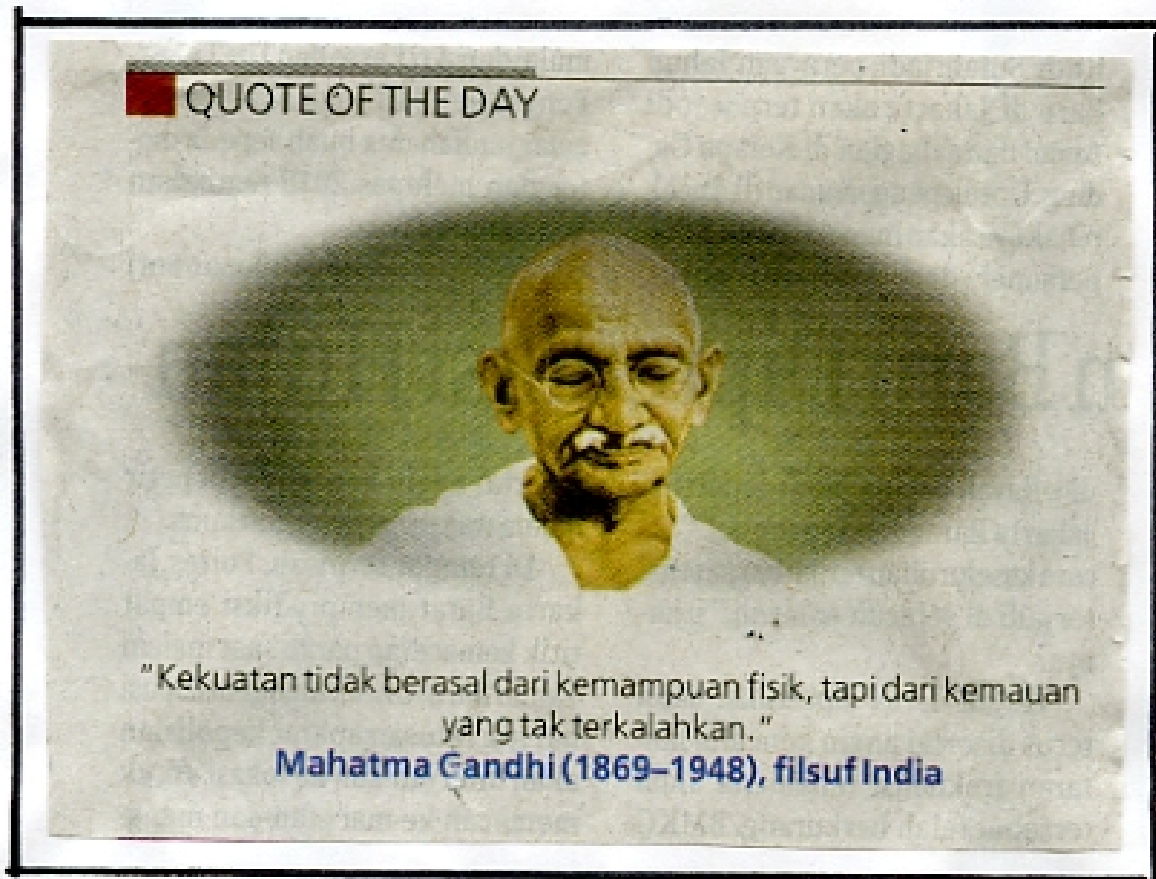 QUOTE OF THE DAY
"Kekuatan tidak berasal dari kemampuan fisik, tapi dari kemauan
yang tak terkalahkan."
Mahatma Gandhi (1869–1948), filsuf India